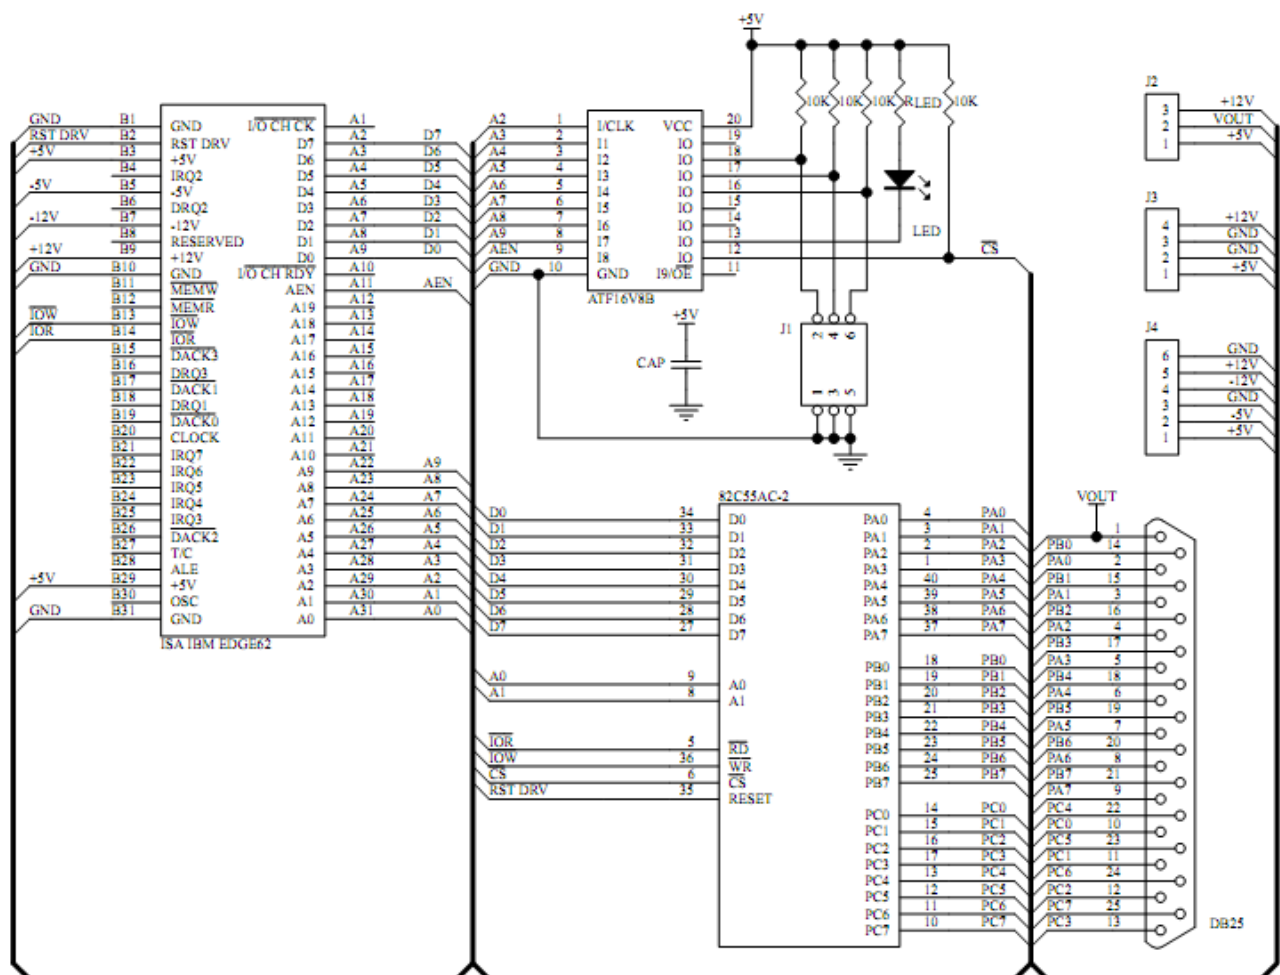 +5V
10K 10K 10K RLED 10K
J2
3 +12V
2 VOUT
1 +5V
J3
4 +12V
3 GND
2 GND
1 +5V
J4
6 GND
5 +12V
4 -12V
3 GND
2 -5V
1 +5V
GND B1 GND I/O CH CK A1
RST DRV B2 RST DRV D7 A2 D7
+5V B3 +5V D6 A3 D6
B4 IRQ2 D5 A4 D5
-5V B5 -5V D4 A5 D4
B6 DRQ2 D3 A6 D3
-12V B7 -12V D2 A7 D2
B8 RESERVED D1 A8 D1
+12V B9 +12V D0 A9 D0
GND B10 GND I/O CH RDY A10
B11 MEMW AEN A11 AEN
B12 MEMR A19 A12
IOW B13 IOW A18 A13
IOR B14 IOR A17 A14
B15 DACK3 A16 A15
B16 DRQ3 A15 A16
B17 DACK1 A14 A17
B18 DRQ1 A13 A18
B19 DACK0 A12 A19
B20 CLOCK A11 A20
B21 IRQ7 A10 A21
B22 IRQ6 A9 A22 A9
B23 IRQ5 A8 A23 A8
B24 IRQ4 A7 A24 A7
B25 IRQ3 A6 A25 A6
B26 DACK2 A5 A26 A5
B27 T/C A4 A27 A4
B28 ALE A3 A28 A3
+5V B29 +5V A2 A29 A2
B30 OSC A1 A30 A1
GND B31 GND A0 A31 A0
ISA IBM EDGE62
A2 1 I/CLK VCC 20
A3 2 I1 IO 19
A4 3 I2 IO 18
A5 4 I3 IO 17
A6 5 I4 IO 16
A7 6 I5 IO 15
A8 7 I6 IO 14
A9 8 I7 IO 13
AEN 9 I8 IO 12
GND 10 GND I9/OE 11
ATF16V8B
LED
CS
+5V
CAP
J1
2 4 6
1 3 5
82C55AC-2
D0 34 D0 PA0 4 PA0
D1 33 D1 PA1 3 PA1
D2 32 D2 PA2 2 PA2
D3 31 D3 PA3 1 PA3
D4 30 D4 PA4 40 PA4
D5 29 D5 PA5 39 PA5
D6 28 D6 PA6 38 PA6
D7 27 D7 PA7 37 PA7
PB0 18 PB0
A0 9 A0 PB1 19 PB1
A1 8 A1 PB2 20 PB2
PB3 21 PB3
PB4 22 PB4
IOR 5 RD PB5 23 PB5
IOW 36 WR PB6 24 PB6
CS 6 CS PB7 25 PB7
RST DRV 35 RESET
PC0 14 PC0
PC1 15 PC1
PC2 16 PC2
PC3 17 PC3
PC4 13 PC4
PC5 12 PC5
PC6 11 PC6
PC7 10 PC7
VOUT
1
PB0 14
PA0 2
PB1 15
PA1 3
PB2 16
PA2 4
PB3 17
PA3 5
PB4 18
PA4 6
PB5 19
PA5 7
PB6 20
PA6 8
PB7 21
PA7 9
PC4 22
PC0 10
PC5 23
PC1 11
PC6 24
PC2 12
PC7 25
PC3 13
DB25